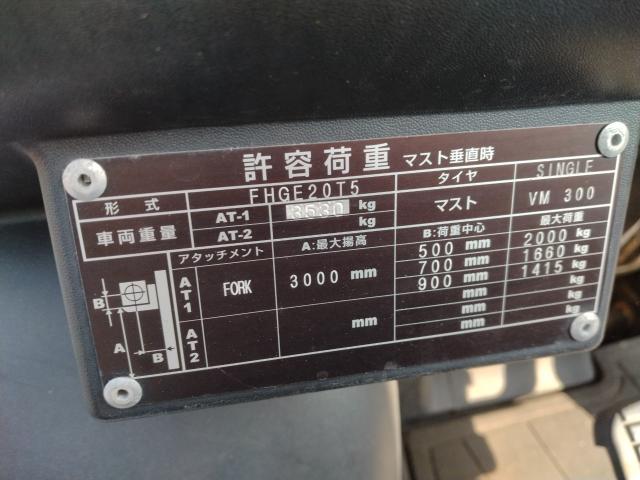 許容荷重 マスト垂直時
形式 FHGE20T5 タイヤ SINGLE
車両重量 AT-1 3530 kg マスト VM 300
AT-2 kg
アタッチメント A:最大揚高 B:荷重中心 最大荷重
AT1 FORK 3000 mm 500 mm 2000 kg
700 mm 1660 kg
900 mm 1415 kg
AT2 mm mm kg
mm kg
mm kg
B
A
B